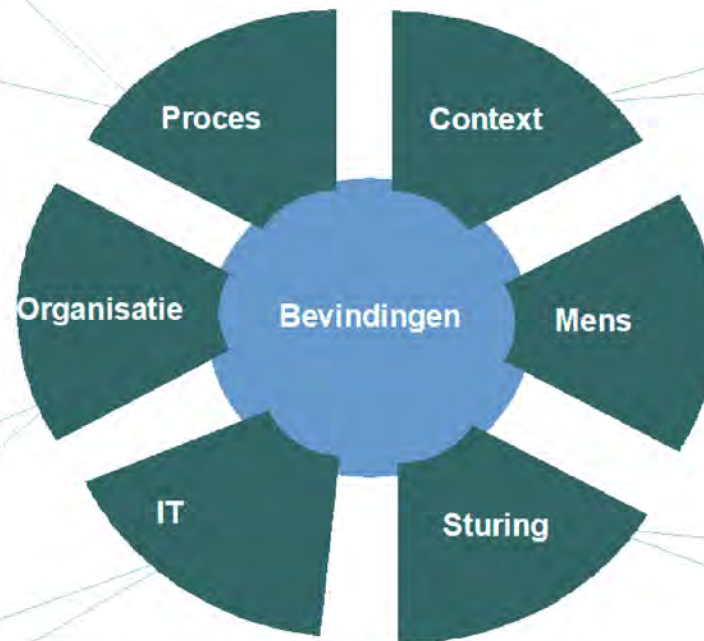 Proces
Context
Organisatie
Bevindingen
Mens
IT
Sturing